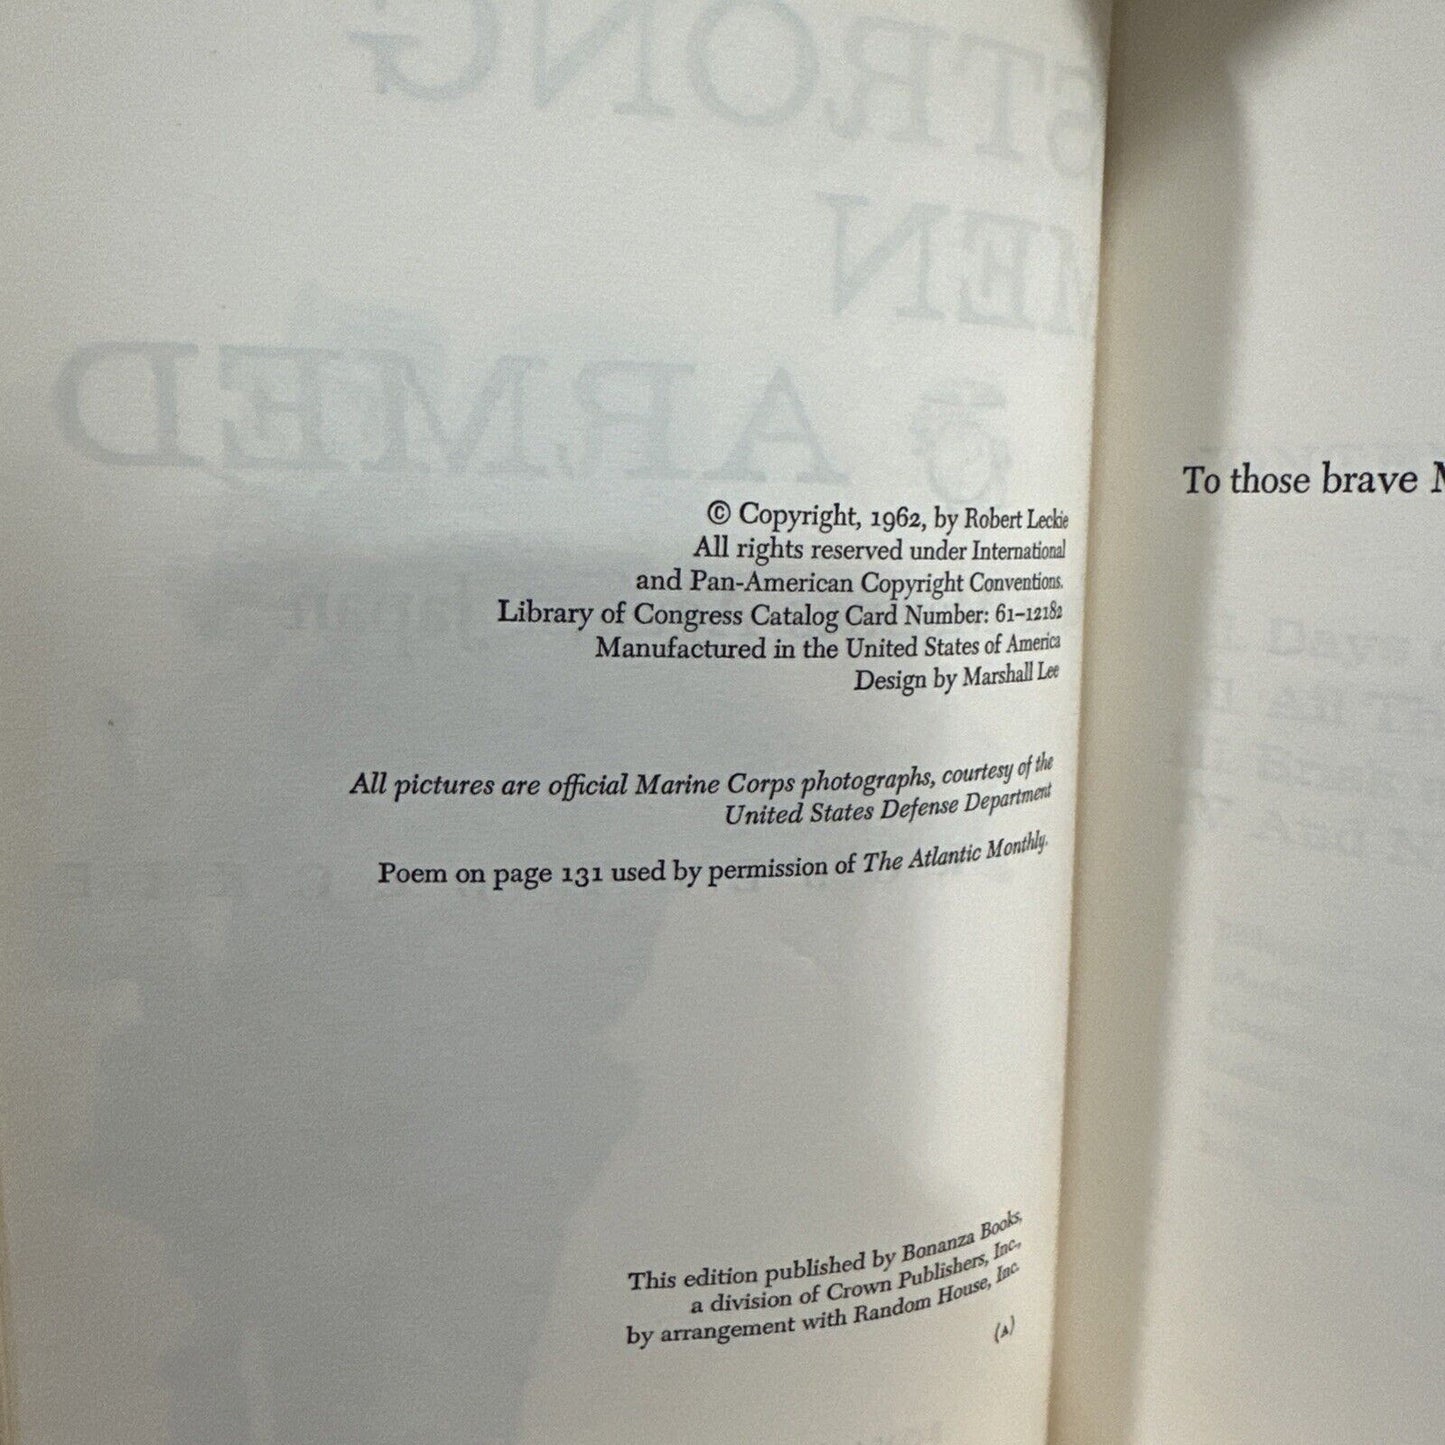 STRONG
MEN
ARMED
© Copyright, 1962, by Robert Leckie
All rights reserved under International
and Pan-American Copyright Conventions.
Library of Congress Catalog Card Number: 61–12182
Manufactured in the United States of America
Design by Marshall Lee
All pictures are official Marine Corps photographs, courtesy of the
United States Defense Department
Poem on page 131 used by permission of The Atlantic Monthly.
This edition published by Bonanza Books,
a division of Crown Publishers, Inc.,
by arrangement with Random House, Inc.
(A)
To those brave M